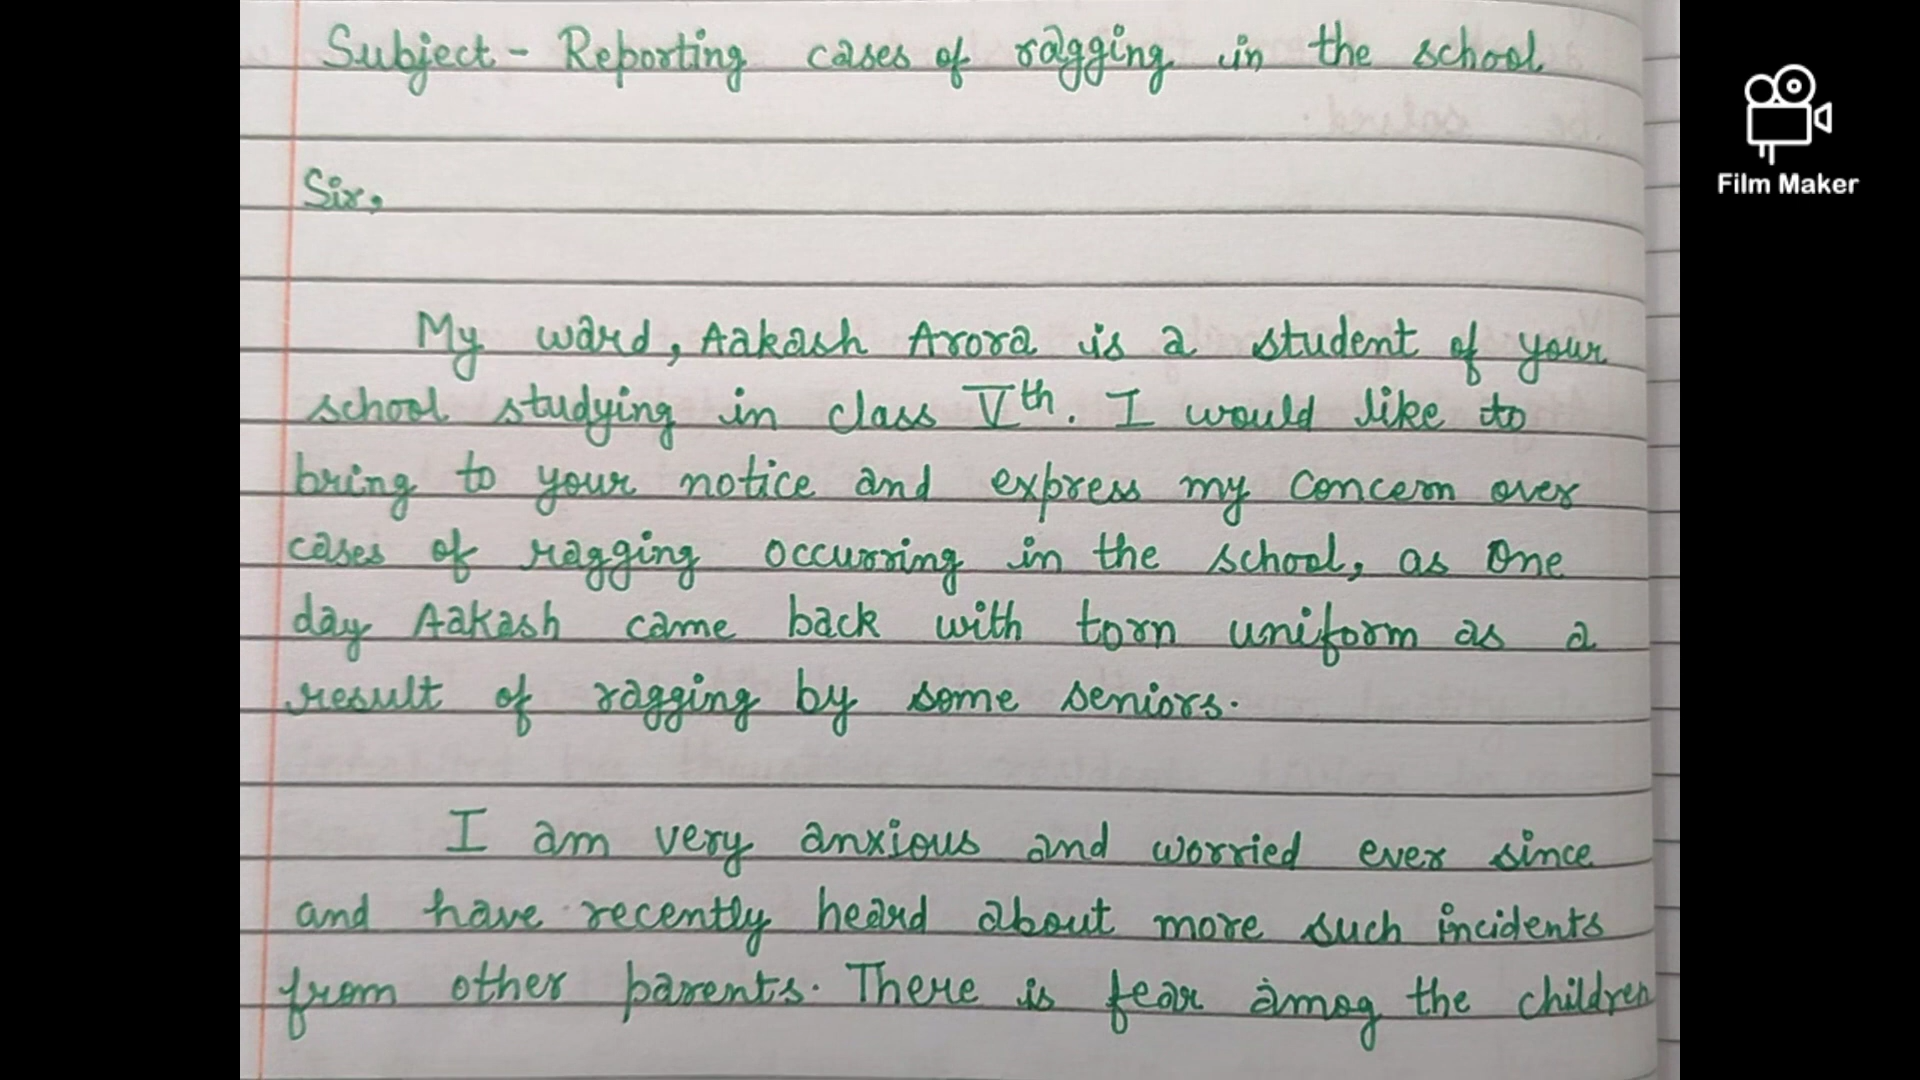 Subject - Reporting cases of ragging in the school
Film Maker
Sir,
My ward, Aakash Arora is a student of your
school studying in class Vth. I would like to
bring to your notice and express my concern over
cases of ragging occurring in the school, as one
day Aakash came back with torn uniform as a
result of ragging by some seniors.
I am very anxious and worried ever since
and have recently heard about more such incidents
from other parents. There is fear amog the children